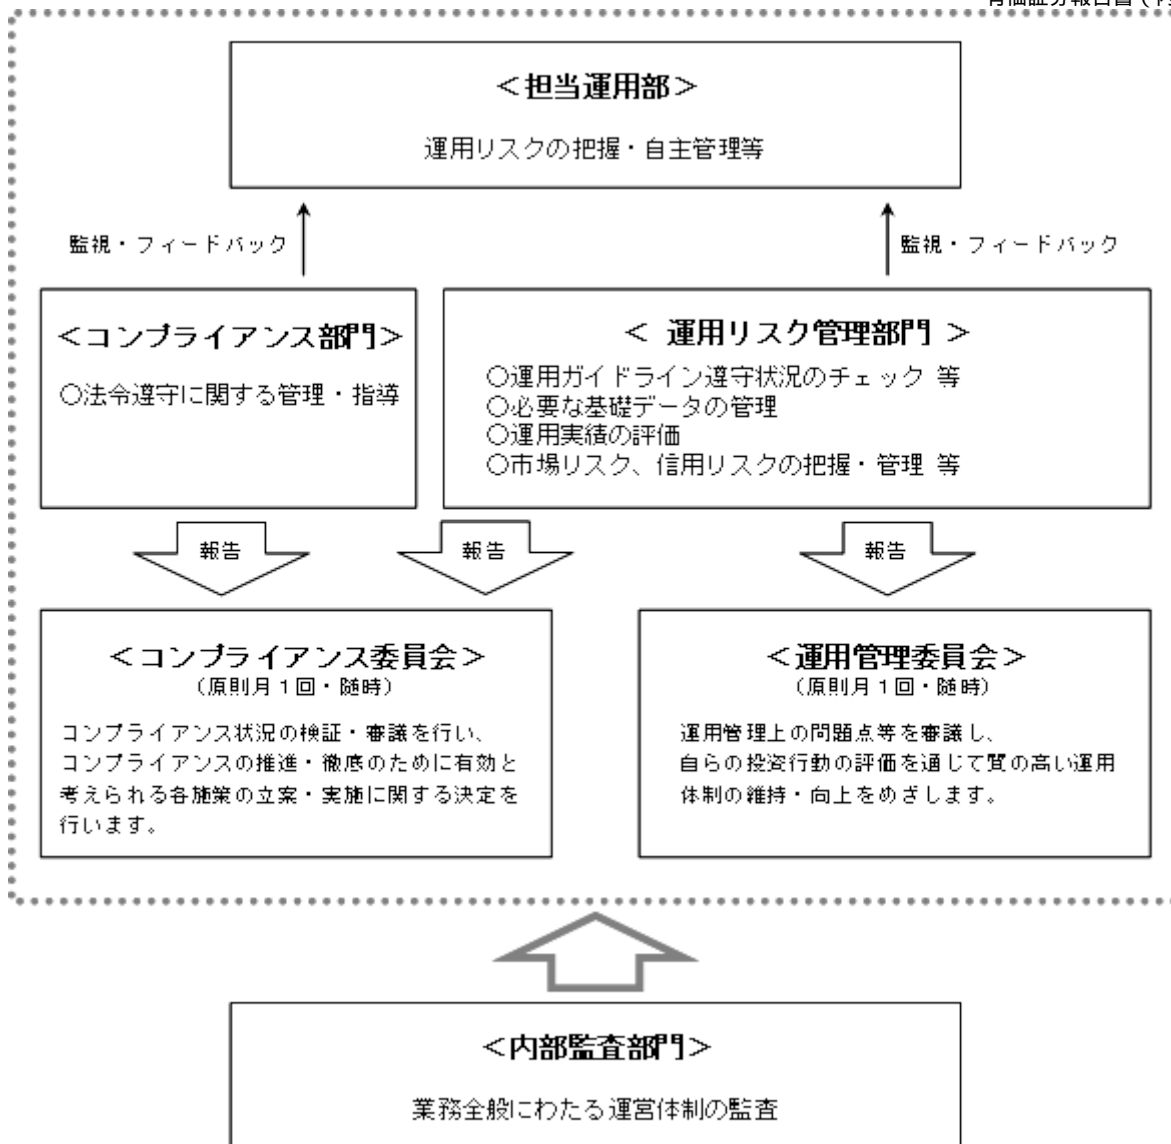 ＜担当運用部＞
運用リスクの把握・自主管理等
監視・フィードバック
監視・フィードバック
＜コンプライアンス部門＞
○法令遵守に関する管理・指導
＜ 運用リスク管理部門 ＞
○運用ガイドライン遵守状況のチェック 等
○必要な基礎データの管理
○運用実績の評価
○市場リスク、信用リスクの把握・管理 等
報告
報告
報告
＜コンプライアンス委員会＞
（原則月１回・随時）
コンプライアンス状況の検証・審議を行い、
コンプライアンスの推進・徹底のために有効と
考えられる各施策の立案・実施に関する決定を
行います。
＜運用管理委員会＞
（原則月１回・随時）
運用管理上の問題点等を審議し、
自らの投資行動の評価を通じて質の高い運用
体制の維持・向上をめざします。
＜内部監査部門＞
業務全般にわたる運営体制の監査